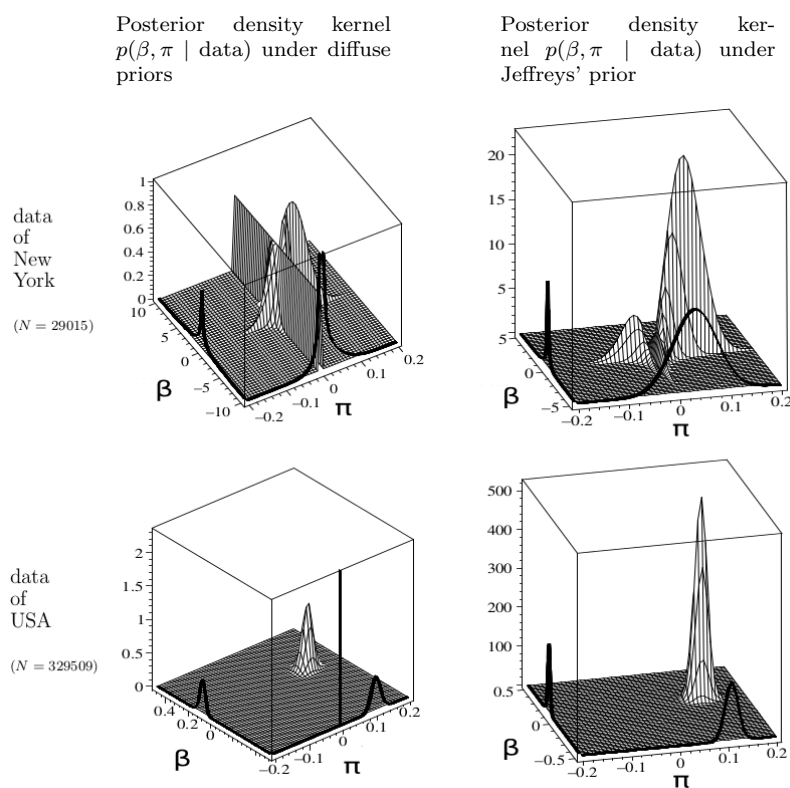 Posterior density kernel
p(β, π | data) under diffuse
priors
Posterior density ker-
nel p(β, π | data) under
Jeffreys' prior
data
of
New
York
(N = 29015)
1
0.8
0.6
0.4
0.2
0
10
5
0
−5
−10
β
−0.2
−0.1
0
0.1
0.2
π
20
15
10
5
5
0
−5
β
−0.2
−0.1
0
0.1
0.2
π
data
of
USA
(N = 329509)
2
1.5
1
0.5
0
0.4
0.2
0
−0.2
β
−0.1
0
0.1
0.2
π
500
400
300
200
100
0.5
0
−0.5
β
−0.2
−0.1
0
0.1
0.2
π